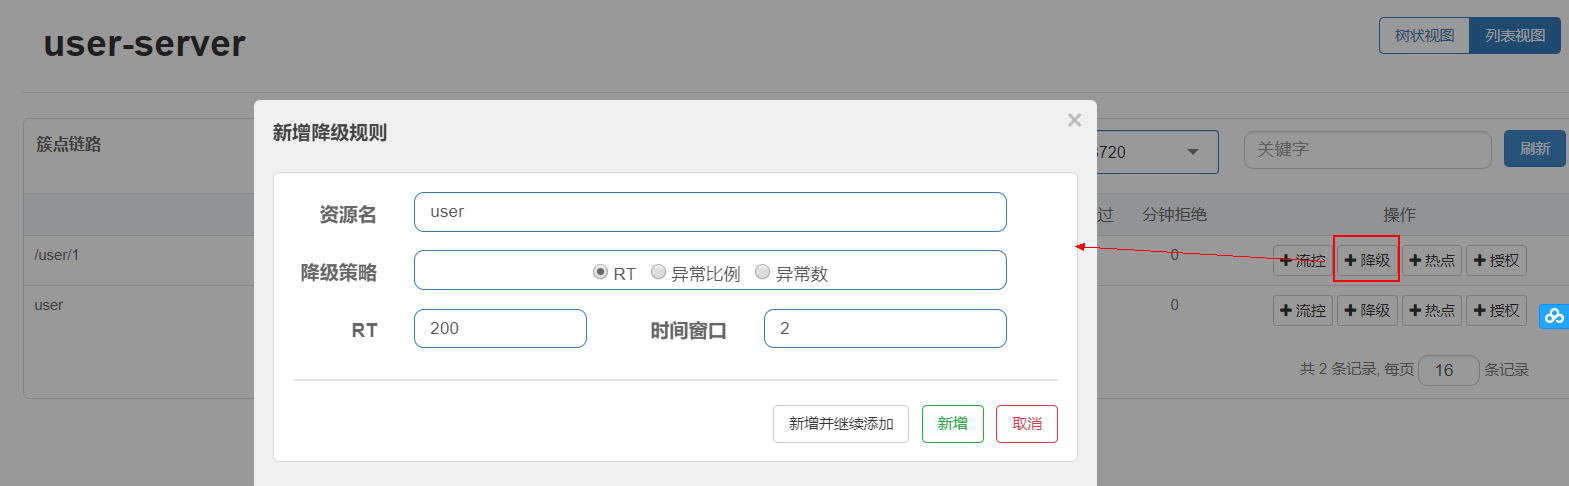 user-server
树状视图 列表视图
新增降级规则 ×
簇点链路 8720 关键字 刷新
资源名 user
过 分钟拒绝 操作
/user/1 0 流控 降级 热点 授权
降级策略 RT 异常比例 异常数
user 0 流控 降级 热点 授权
RT 200 时间窗口 2
共 2 条记录, 每页 16 条记录
新增并继续添加 新增 取消